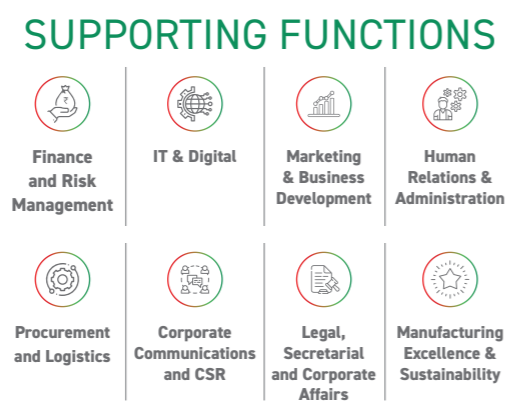 SUPPORTING FUNCTIONS
₹
Finance
and Risk
Management
IT & Digital
Marketing
& Business
Development
Human
Relations &
Administration
Procurement
and Logistics
Corporate
Communications
and CSR
Legal,
Secretarial
and Corporate
Affairs
Manufacturing
Excellence &
Sustainability